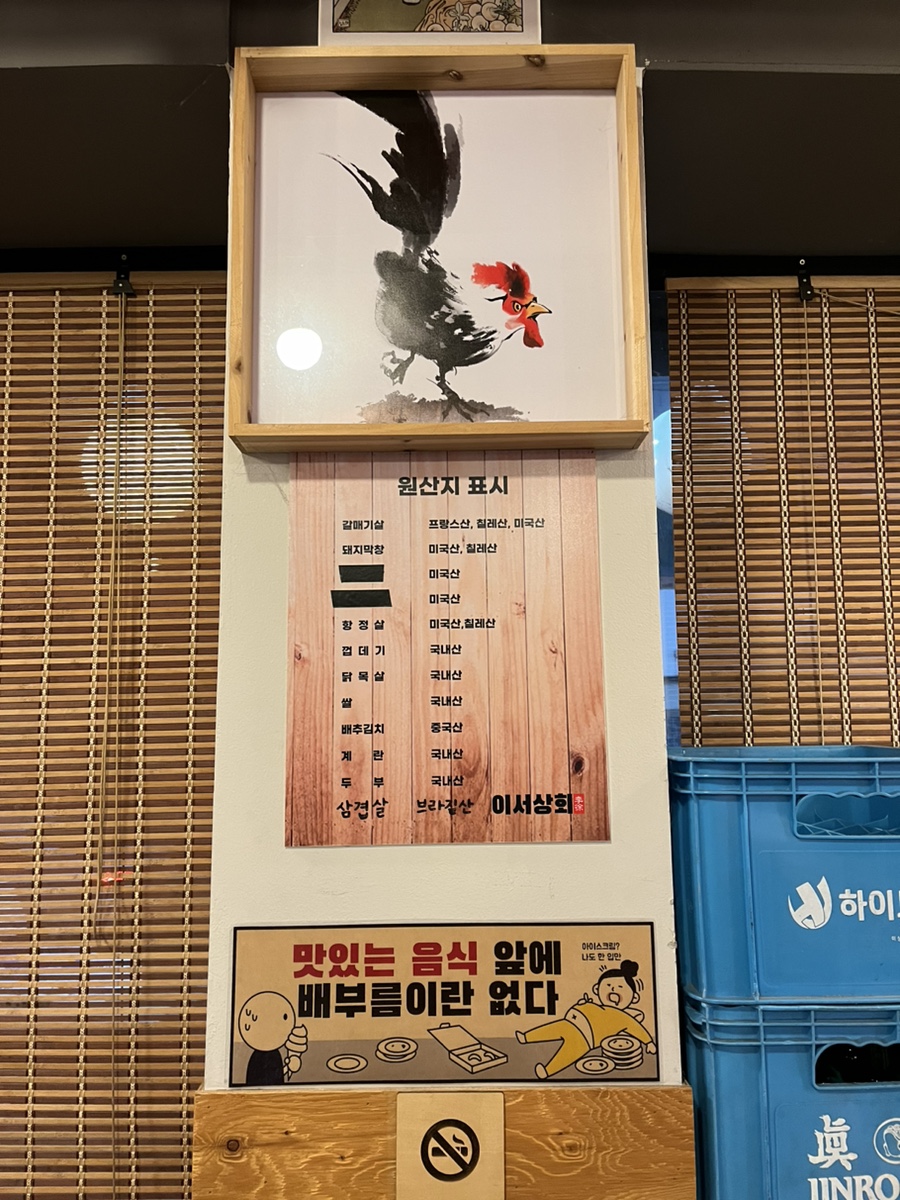 원산지 표시
갈매기살 프랑스산, 칠레산, 미국산
돼지막창 미국산, 칠레산
미국산
미국산
항정살 미국산,칠레산
껍데기 국내산
닭목살 국내산
쌀 국내산
배추김치 중국산
계란 국내산
두부 국내산
삼겹살 브라질산 이서상회
맛있는 음식 앞에
배부름이란 없다
아이스크림?
나도 한 입만
하이
眞
JINRO